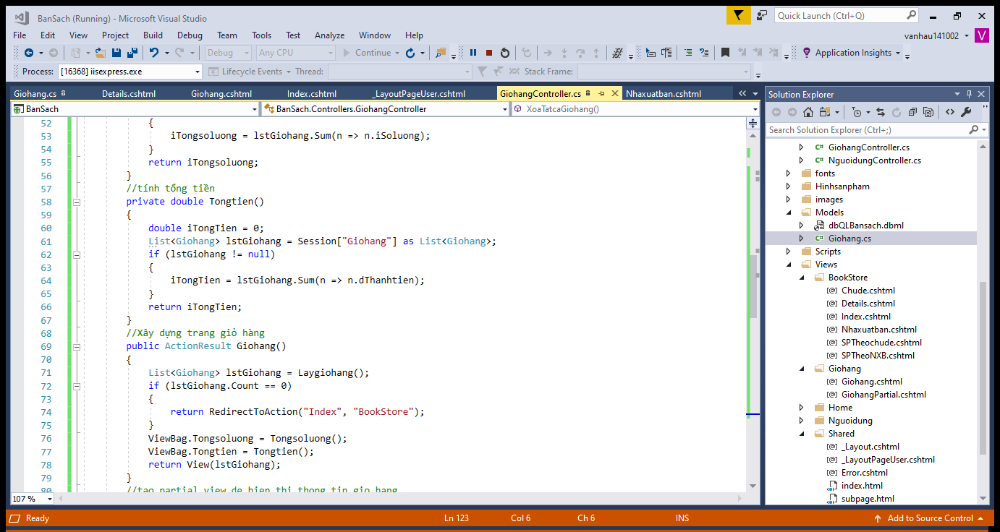 BanSach (Running) - Microsoft Visual Studio
Quick Launch (Ctrl+Q)
File Edit View Project Build Debug Team Tools Test Analyze Window Help
vanhau141002 V
Debug Any CPU Continue Application Insights
Process: [16368] iisexpress.exe Lifecycle Events Thread: Stack Frame:
Giohang.cs Details.cshtml Giohang.cshtml Index.cshtml _LayoutPageUser.cshtml GiohangController.cs Nhaxuatban.cshtml
BanSach BanSach.Controllers.GiohangController XoaTatcaGiohang()
52 {
53 iTongsoluong = lstGiohang.Sum(n => n.iSoluong);
54 }
55 return iTongsoluong;
56 }
57 //tính tổng tiền
58 private double Tongtien()
59 {
60 double iTongTien = 0;
61 List<Giohang> lstGiohang = Session["Giohang"] as List<Giohang>;
62 if (lstGiohang != null)
63 {
64 iTongTien = lstGiohang.Sum(n => n.dThanhtien);
65 }
66 return iTongTien;
67 }
68 //Xây dựng trang giỏ hàng
69 public ActionResult Giohang()
70 {
71 List<Giohang> lstGiohang = Laygiohang();
72 if (lstGiohang.Count == 0)
73 {
74 return RedirectToAction("Index", "BookStore");
75 }
76 ViewBag.Tongsoluong = Tongsoluong();
77 ViewBag.Tongtien = Tongtien();
78 return View(lstGiohang);
79 }
80 //tao partial view de hien thi thong tin gio hang
107 %
Solution Explorer
Search Solution Explorer (Ctrl+;)
C# GiohangController.cs
C# NguoidungController.cs
fonts
Hinhsanpham
images
Models
dbQLBansach.dbml
C# Giohang.cs
Scripts
Views
BookStore
[@] Chude.cshtml
[@] Details.cshtml
[@] Index.cshtml
[@] Nhaxuatban.cshtml
[@] SPTheochude.cshtml
[@] SPTheoNXB.cshtml
Giohang
[@] Giohang.cshtml
[@] GiohangPartial.cshtml
Home
Nguoidung
Shared
[@] _Layout.cshtml
[@] _LayoutPageUser.cshtml
[@] Error.cshtml
index.html
subpage.html
Ready Ln 123 Col 6 Ch 6 INS Add to Source Control